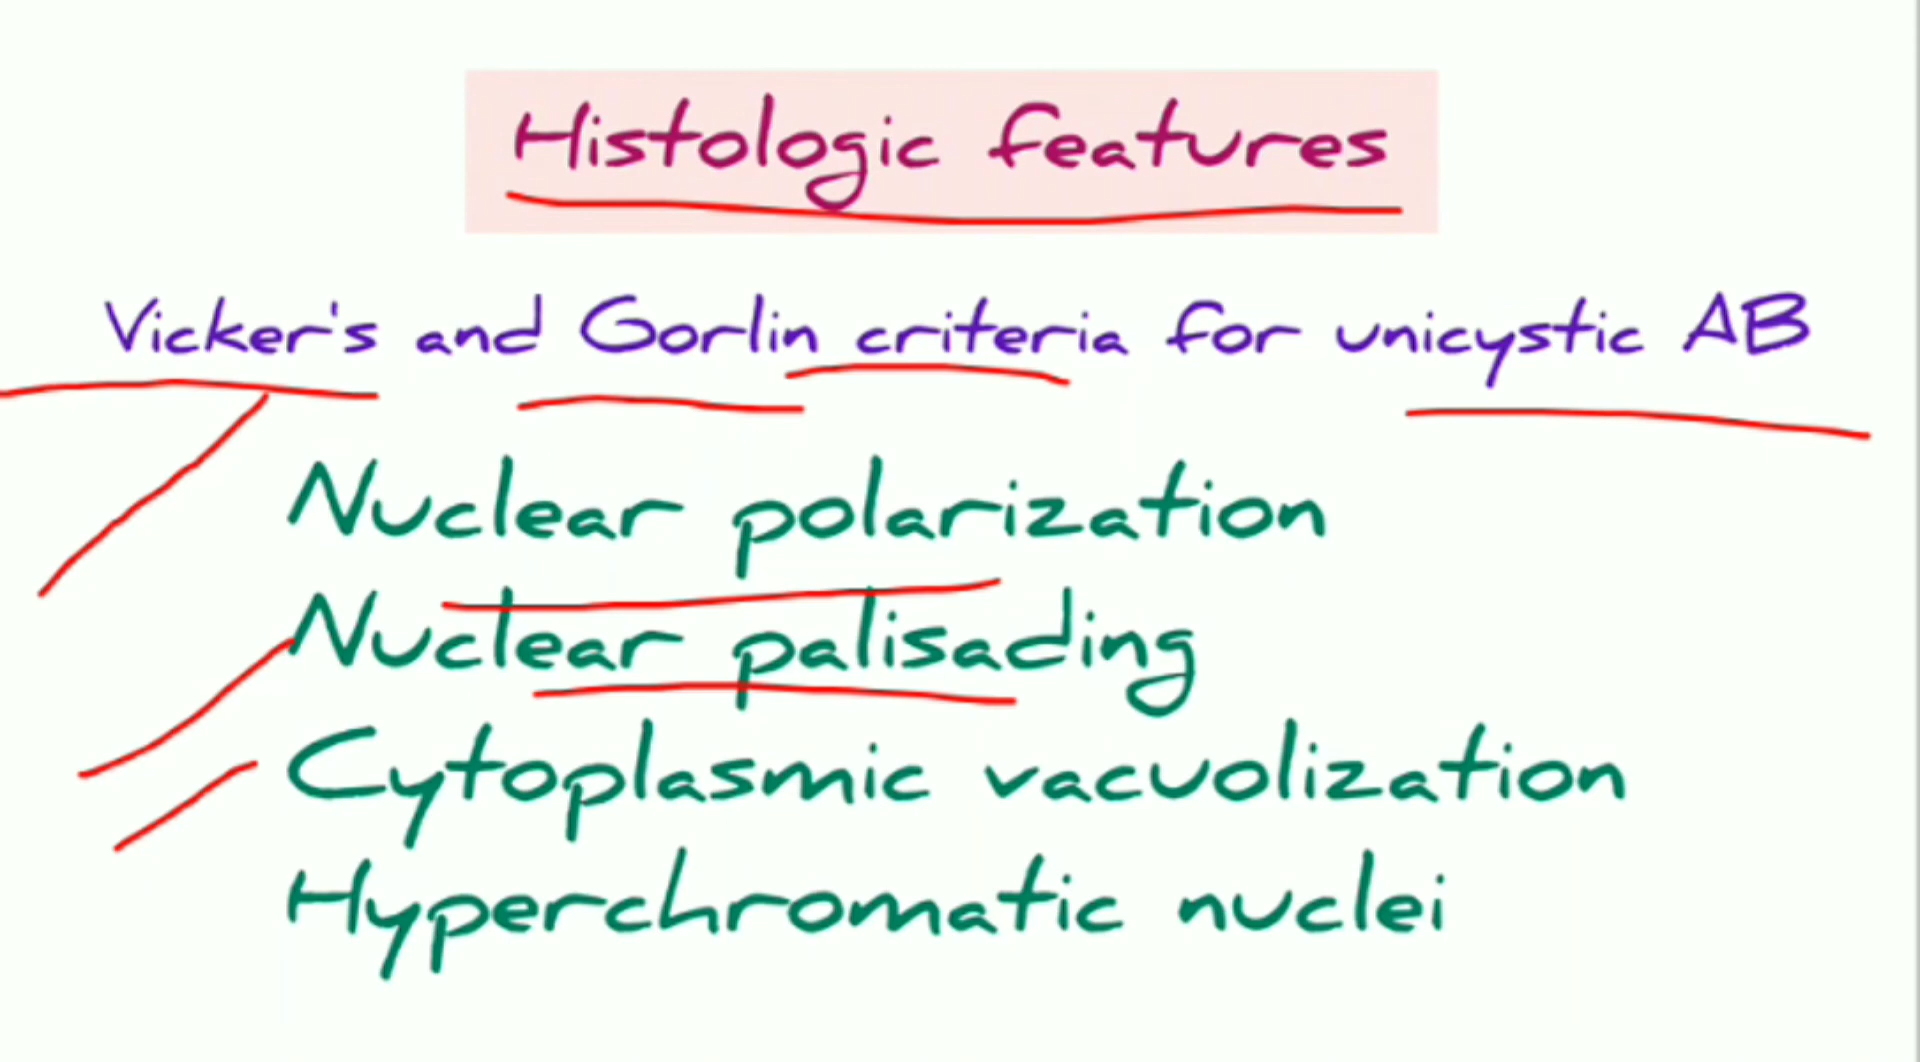 Histologic features
Vicker's and Gorlin criteria for unicystic AB
Nuclear polarization
Nuclear palisading
Cytoplasmic vacuolization
Hyperchromatic nuclei